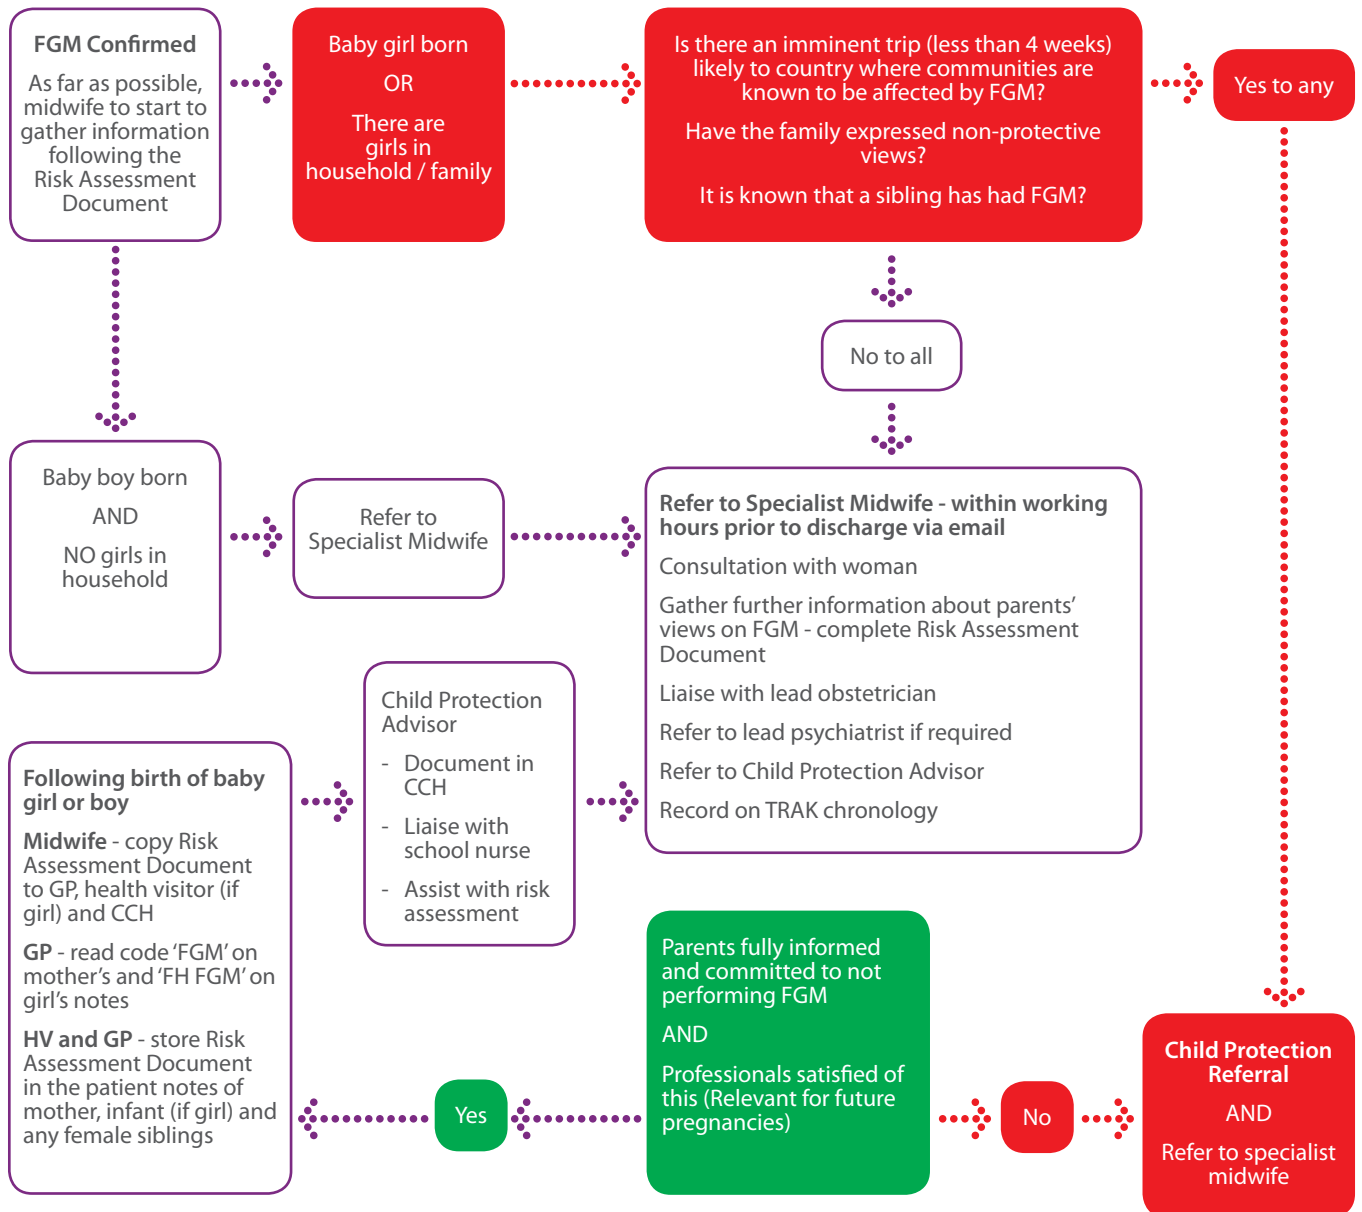 FGM Confirmed
As far as possible,
midwife to start to
gather information
following the
Risk Assessment
Document
Baby girl born
OR
There are
girls in
household / family
Is there an imminent trip (less than 4 weeks)
likely to country where communities are
known to be affected by FGM?
Have the family expressed non-protective
views?
It is known that a sibling has had FGM?
Yes to any
No to all
Baby boy born
AND
NO girls in
household
Refer to
Specialist Midwife
Refer to Specialist Midwife - within working
hours prior to discharge via email
Consultation with woman
Gather further information about parents’
views on FGM - complete Risk Assessment
Document
Liaise with lead obstetrician
Refer to lead psychiatrist if required
Refer to Child Protection Advisor
Record on TRAK chronology
Child Protection
Advisor
- Document in
CCH
- Liaise with
school nurse
- Assist with risk
assessment
Following birth of baby
girl or boy
Midwife - copy Risk
Assessment Document
to GP, health visitor (if
girl) and CCH
GP - read code ‘FGM’ on
mother’s and ‘FH FGM’ on
girl’s notes
HV and GP - store Risk
Assessment Document
in the patient notes of
mother, infant (if girl) and
any female siblings
Yes
Parents fully informed
and committed to not
performing FGM
AND
Professionals satisfied of
this (Relevant for future
pregnancies)
No
Child Protection
Referral
AND
Refer to specialist
midwife